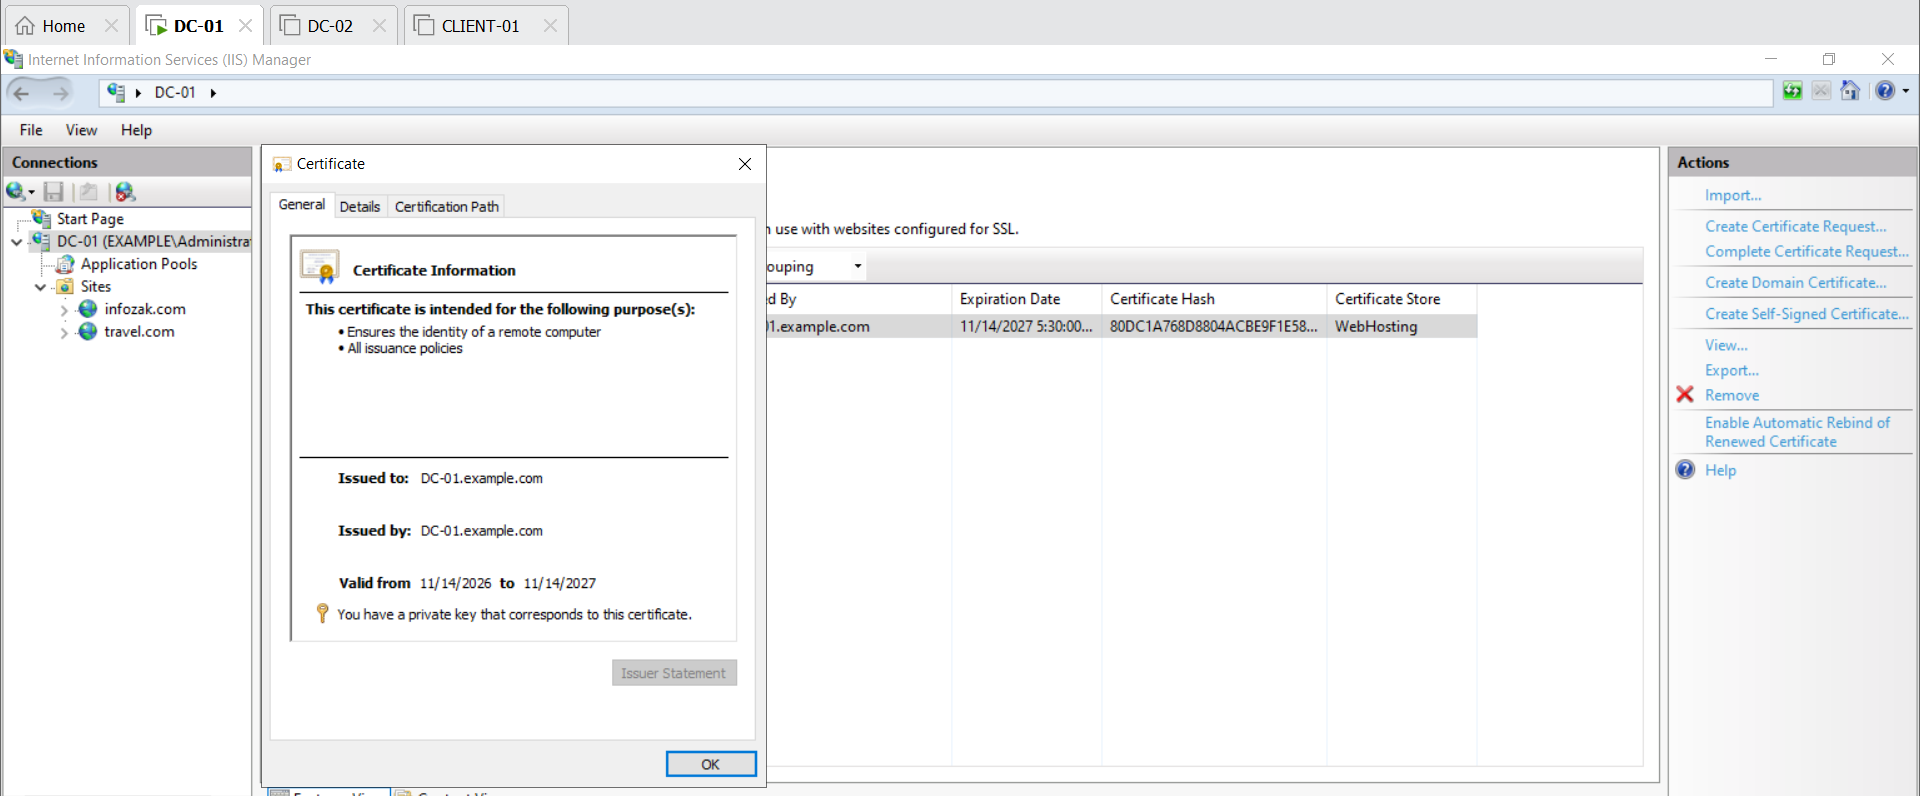 Home
DC-01
DC-02
CLIENT-01
Internet Information Services (IIS) Manager
DC-01
File View Help
Connections
Start Page
DC-01 (EXAMPLE\Administra
Application Pools
Sites
infozak.com
travel.com
Certificate
General Details Certification Path
Certificate Information
This certificate is intended for the following purpose(s):
• Ensures the identity of a remote computer
• All issuance policies
Issued to: DC-01.example.com
Issued by: DC-01.example.com
Valid from 11/14/2026 to 11/14/2027
You have a private key that corresponds to this certificate.
Issuer Statement
OK
use with websites configured for SSL.
ouping
d By Expiration Date Certificate Hash Certificate Store
1.example.com 11/14/2027 5:30:00... 80DC1A768D8804ACBE9F1E58... WebHosting
Actions
Import...
Create Certificate Request...
Complete Certificate Request...
Create Domain Certificate...
Create Self-Signed Certificate...
View...
Export...
Remove
Enable Automatic Rebind of
Renewed Certificate
Help